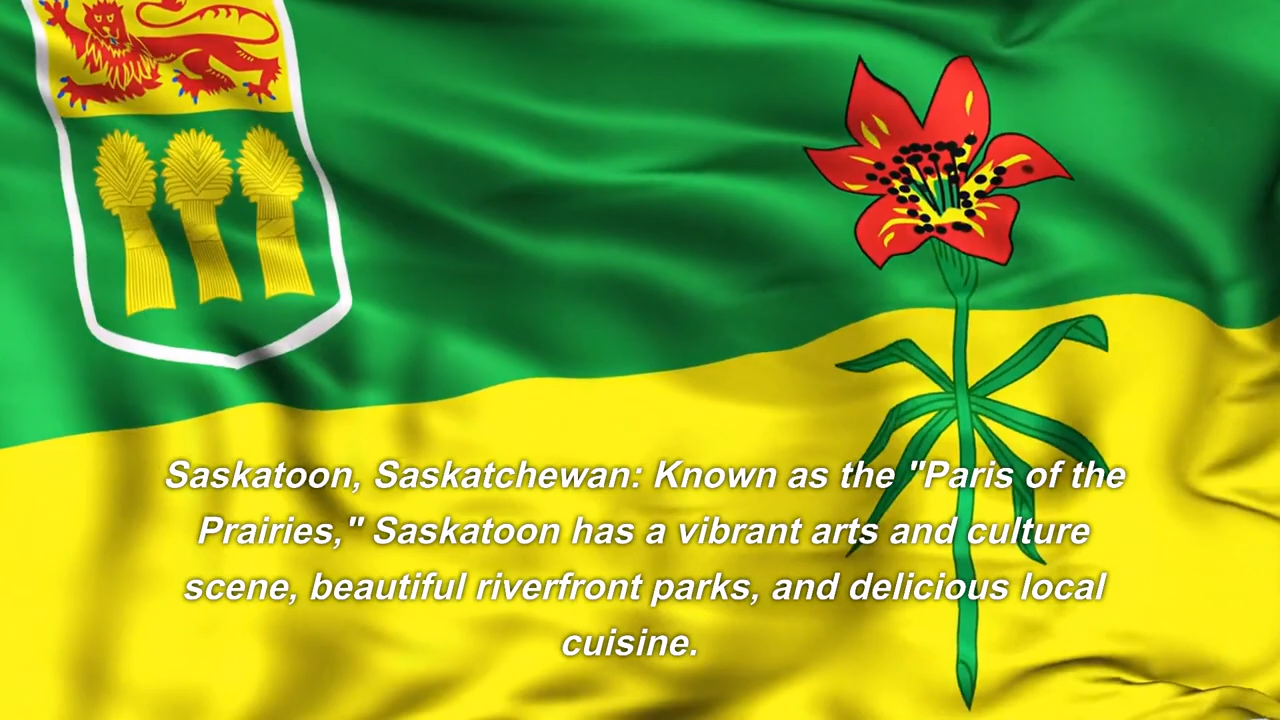 Saskatoon, Saskatchewan: Known as the "Paris of the
Prairies," Saskatoon has a vibrant arts and culture
scene, beautiful riverfront parks, and delicious local
cuisine.